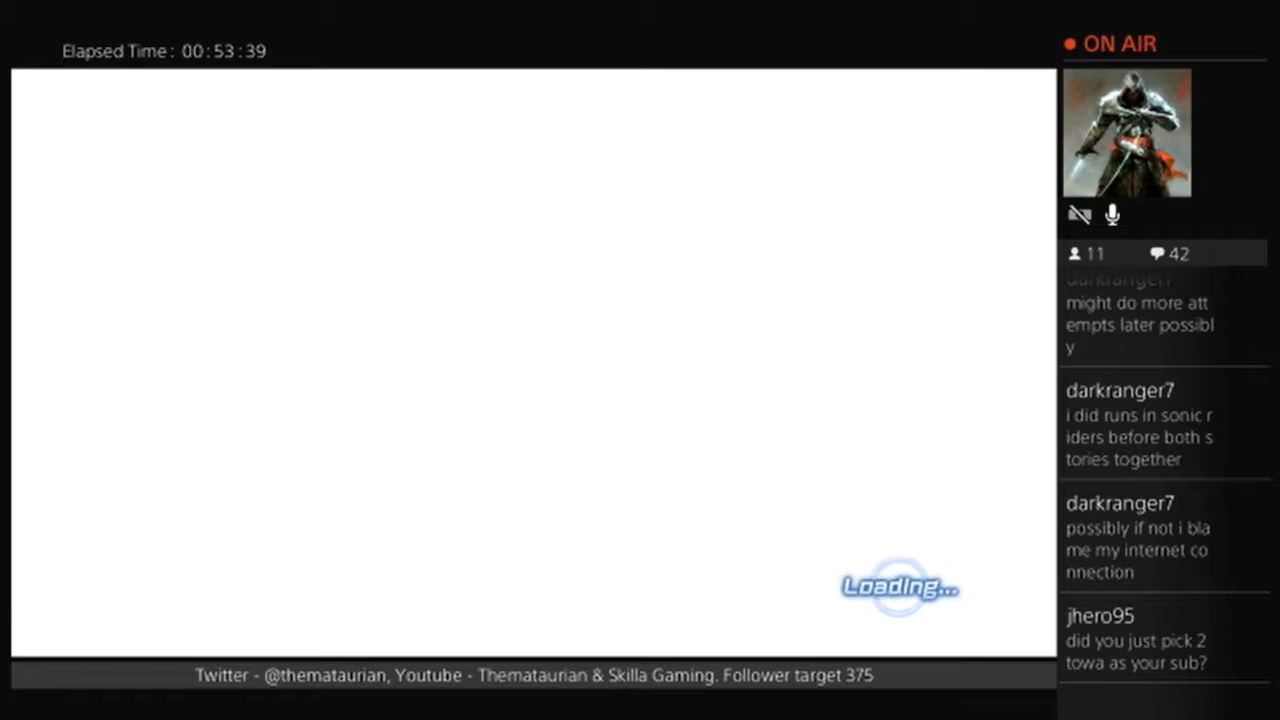 Elapsed Time : 00:53:39
ON AIR
11
42
darkranger7
might do more att
empts later possibl
y
darkranger7
i did runs in sonic r
iders before both s
tories together
darkranger7
possibly if not i bla
me my internet co
nnection
jhero95
did you just pick 2
towa as your sub?
Loading...
Twitter - @themataurian, Youtube - Themataurian & Skilla Gaming. Follower target 375